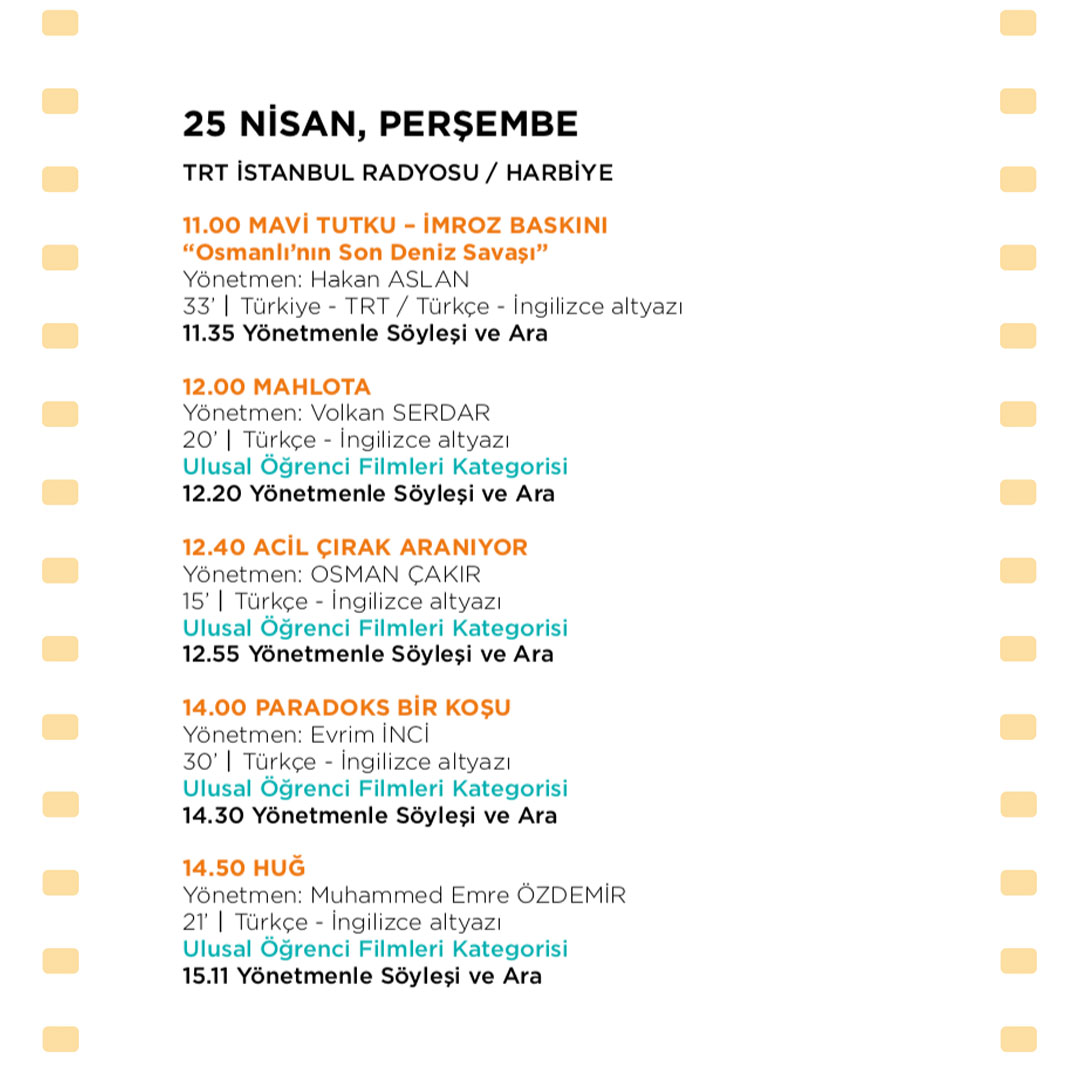 25 NİSAN, PERŞEMBE
TRT İSTANBUL RADYOSU / HARBİYE
11.00 MAVİ TUTKU – İMROZ BASKINI
“Osmanlı’nın Son Deniz Savaşı”
Yönetmen: Hakan ASLAN
33’ | Türkiye - TRT / Türkçe - İngilizce altyazı
11.35 Yönetmenle Söyleşi ve Ara
12.00 MAHLOTA
Yönetmen: Volkan SERDAR
20’ | Türkçe - İngilizce altyazı
Ulusal Öğrenci Filmleri Kategorisi
12.20 Yönetmenle Söyleşi ve Ara
12.40 ACİL ÇIRAK ARANIYOR
Yönetmen: OSMAN ÇAKIR
15’ | Türkçe - İngilizce altyazı
Ulusal Öğrenci Filmleri Kategorisi
12.55 Yönetmenle Söyleşi ve Ara
14.00 PARADOKS BİR KOŞU
Yönetmen: Evrim İNCİ
30’ | Türkçe - İngilizce altyazı
Ulusal Öğrenci Filmleri Kategorisi
14.30 Yönetmenle Söyleşi ve Ara
14.50 HUĞ
Yönetmen: Muhammed Emre ÖZDEMİR
21’ | Türkçe - İngilizce altyazı
Ulusal Öğrenci Filmleri Kategorisi
15.11 Yönetmenle Söyleşi ve Ara